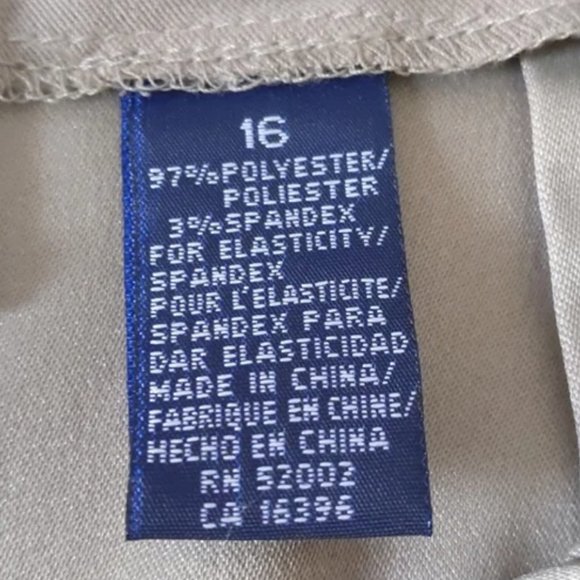 16
97%POLYESTER/
POLIESTER
3%SPANDEX
FOR ELASTICITY/
SPANDEX
POUR L'ELASTICITE/
SPANDEX PARA
DAR ELASTICIDAD
MADE IN CHINA/
FABRIQUE EN CHINE/
HECHO EN CHINA
RN 52002
CA 16396